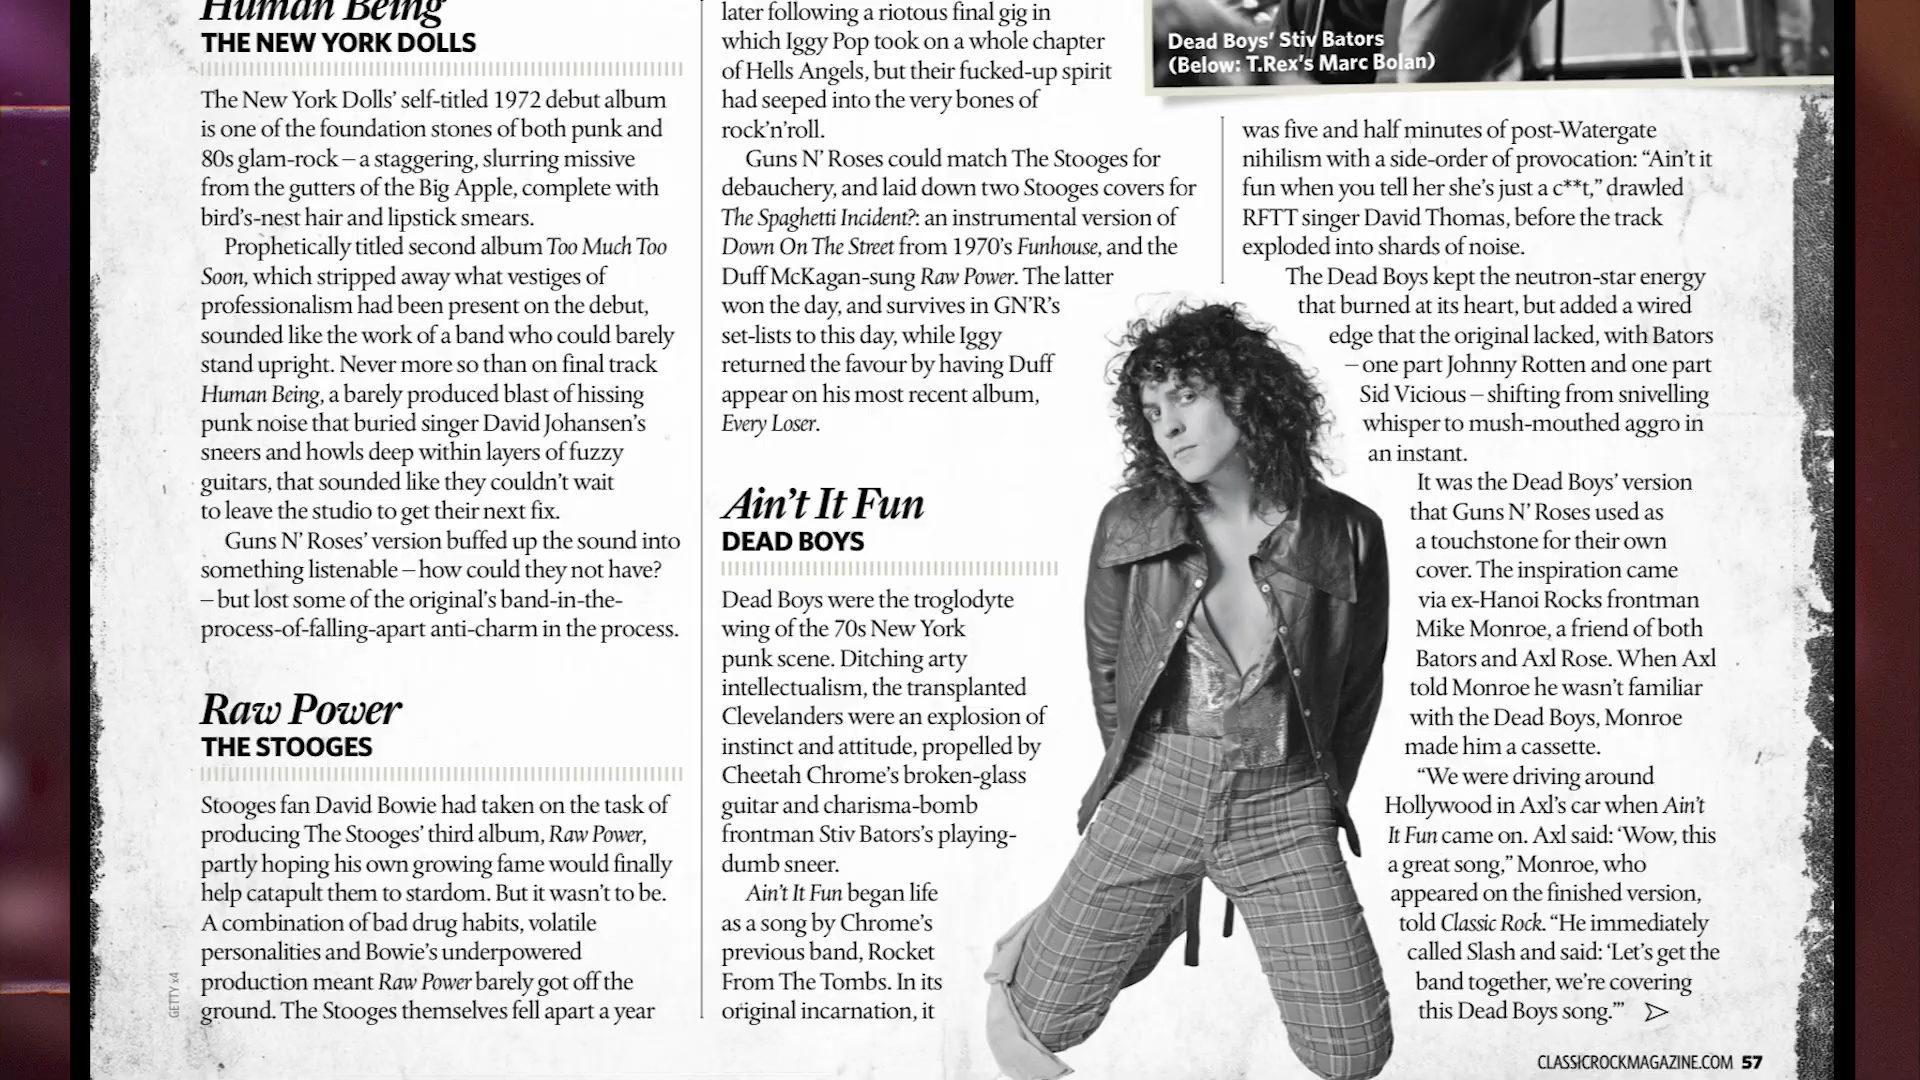 Human Being
THE NEW YORK DOLLS
The New York Dolls’ self-titled 1972 debut album
is one of the foundation stones of both punk and
80s glam-rock – a staggering, slurring missive
from the gutters of the Big Apple, complete with
bird’s-nest hair and lipstick smears.
Prophetically titled second album Too Much Too
Soon, which stripped away what vestiges of
professionalism had been present on the debut,
sounded like the work of a band who could barely
stand upright. Never more so than on final track
Human Being, a barely produced blast of hissing
punk noise that buried singer David Johansen’s
sneers and howls deep within layers of fuzzy
guitars, that sounded like they couldn’t wait
to leave the studio to get their next fix.
Guns N’ Roses’ version buffed up the sound into
something listenable – how could they not have?
– but lost some of the original’s band-in-the-
process-of-falling-apart anti-charm in the process.
Raw Power
THE STOOGES
Stooges fan David Bowie had taken on the task of
producing The Stooges’ third album, Raw Power,
partly hoping his own growing fame would finally
help catapult them to stardom. But it wasn’t to be.
A combination of bad drug habits, volatile
personalities and Bowie’s underpowered
production meant Raw Power barely got off the
ground. The Stooges themselves fell apart a year
GETTY x4
later following a riotous final gig in
which Iggy Pop took on a whole chapter
of Hells Angels, but their fucked-up spirit
had seeped into the very bones of
rock’n’roll.
Guns N’ Roses could match The Stooges for
debauchery, and laid down two Stooges covers for
The Spaghetti Incident?: an instrumental version of
Down On The Street from 1970’s Funhouse, and the
Duff McKagan-sung Raw Power. The latter
won the day, and survives in GN’R’s
set-lists to this day, while Iggy
returned the favour by having Duff
appear on his most recent album,
Every Loser.
Ain’t It Fun
DEAD BOYS
Dead Boys were the troglodyte
wing of the 70s New York
punk scene. Ditching arty
intellectualism, the transplanted
Clevelanders were an explosion of
instinct and attitude, propelled by
Cheetah Chrome’s broken-glass
guitar and charisma-bomb
frontman Stiv Bators’s playing-
dumb sneer.
Ain’t It Fun began life
as a song by Chrome’s
previous band, Rocket
From The Tombs. In its
original incarnation, it
Dead Boys’ Stiv Bators
(Below: T.Rex’s Marc Bolan)
was five and half minutes of post-Watergate
nihilism with a side-order of provocation: “Ain’t it
fun when you tell her she’s just a c**t,” drawled
RFTT singer David Thomas, before the track
exploded into shards of noise.
The Dead Boys kept the neutron-star energy
that burned at its heart, but added a wired
edge that the original lacked, with Bators
– one part Johnny Rotten and one part
Sid Vicious – shifting from snivelling
whisper to mush-mouthed aggro in
an instant.
It was the Dead Boys’ version
that Guns N’ Roses used as
a touchstone for their own
cover. The inspiration came
via ex-Hanoi Rocks frontman
Mike Monroe, a friend of both
Bators and Axl Rose. When Axl
told Monroe he wasn’t familiar
with the Dead Boys, Monroe
made him a cassette.
“We were driving around
Hollywood in Axl’s car when Ain’t
It Fun came on. Axl said: ‘Wow, this
a great song,” Monroe, who
appeared on the finished version,
told Classic Rock. “He immediately
called Slash and said: ‘Let’s get the
band together, we’re covering
this Dead Boys song.’”
CLASSICROCKMAGAZINE.COM 57